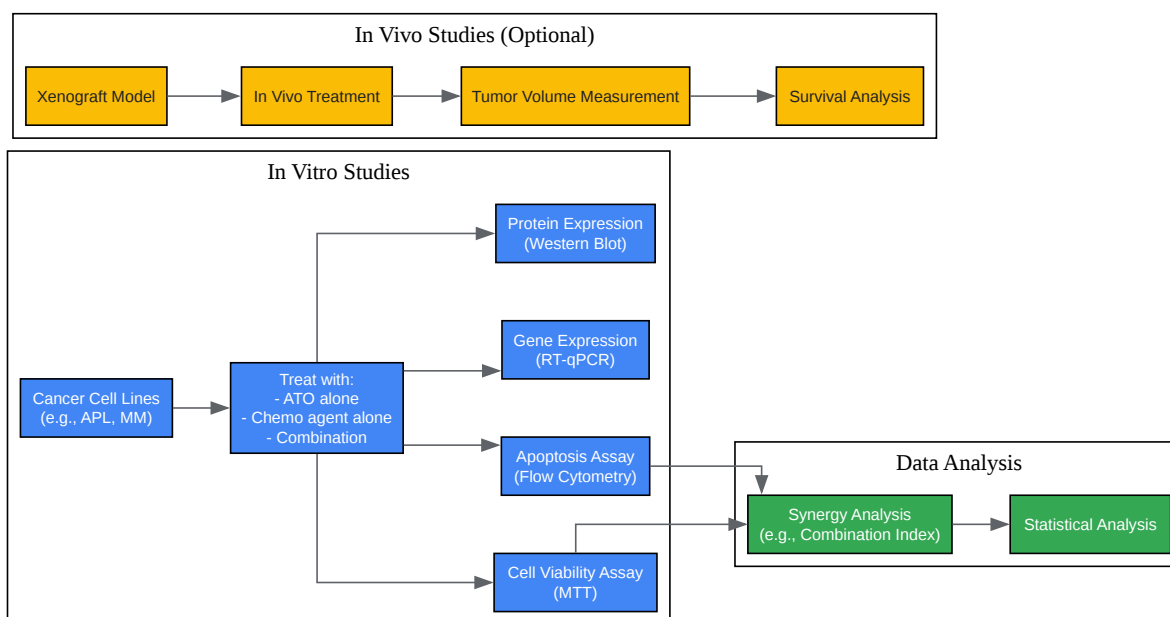 In Vivo Studies (Optional)
Xenograft Model
In Vivo Treatment
Tumor Volume Measurement
Survival Analysis
In Vitro Studies
Protein Expression
(Western Blot)
Gene Expression
(RT-qPCR)
Cancer Cell Lines
(e.g., APL, MM)
Treat with:
- ATO alone
- Chemo agent alone
- Combination
Apoptosis Assay
(Flow Cytometry)
Cell Viability Assay
(MTT)
Data Analysis
Synergy Analysis
(e.g., Combination Index)
Statistical Analysis